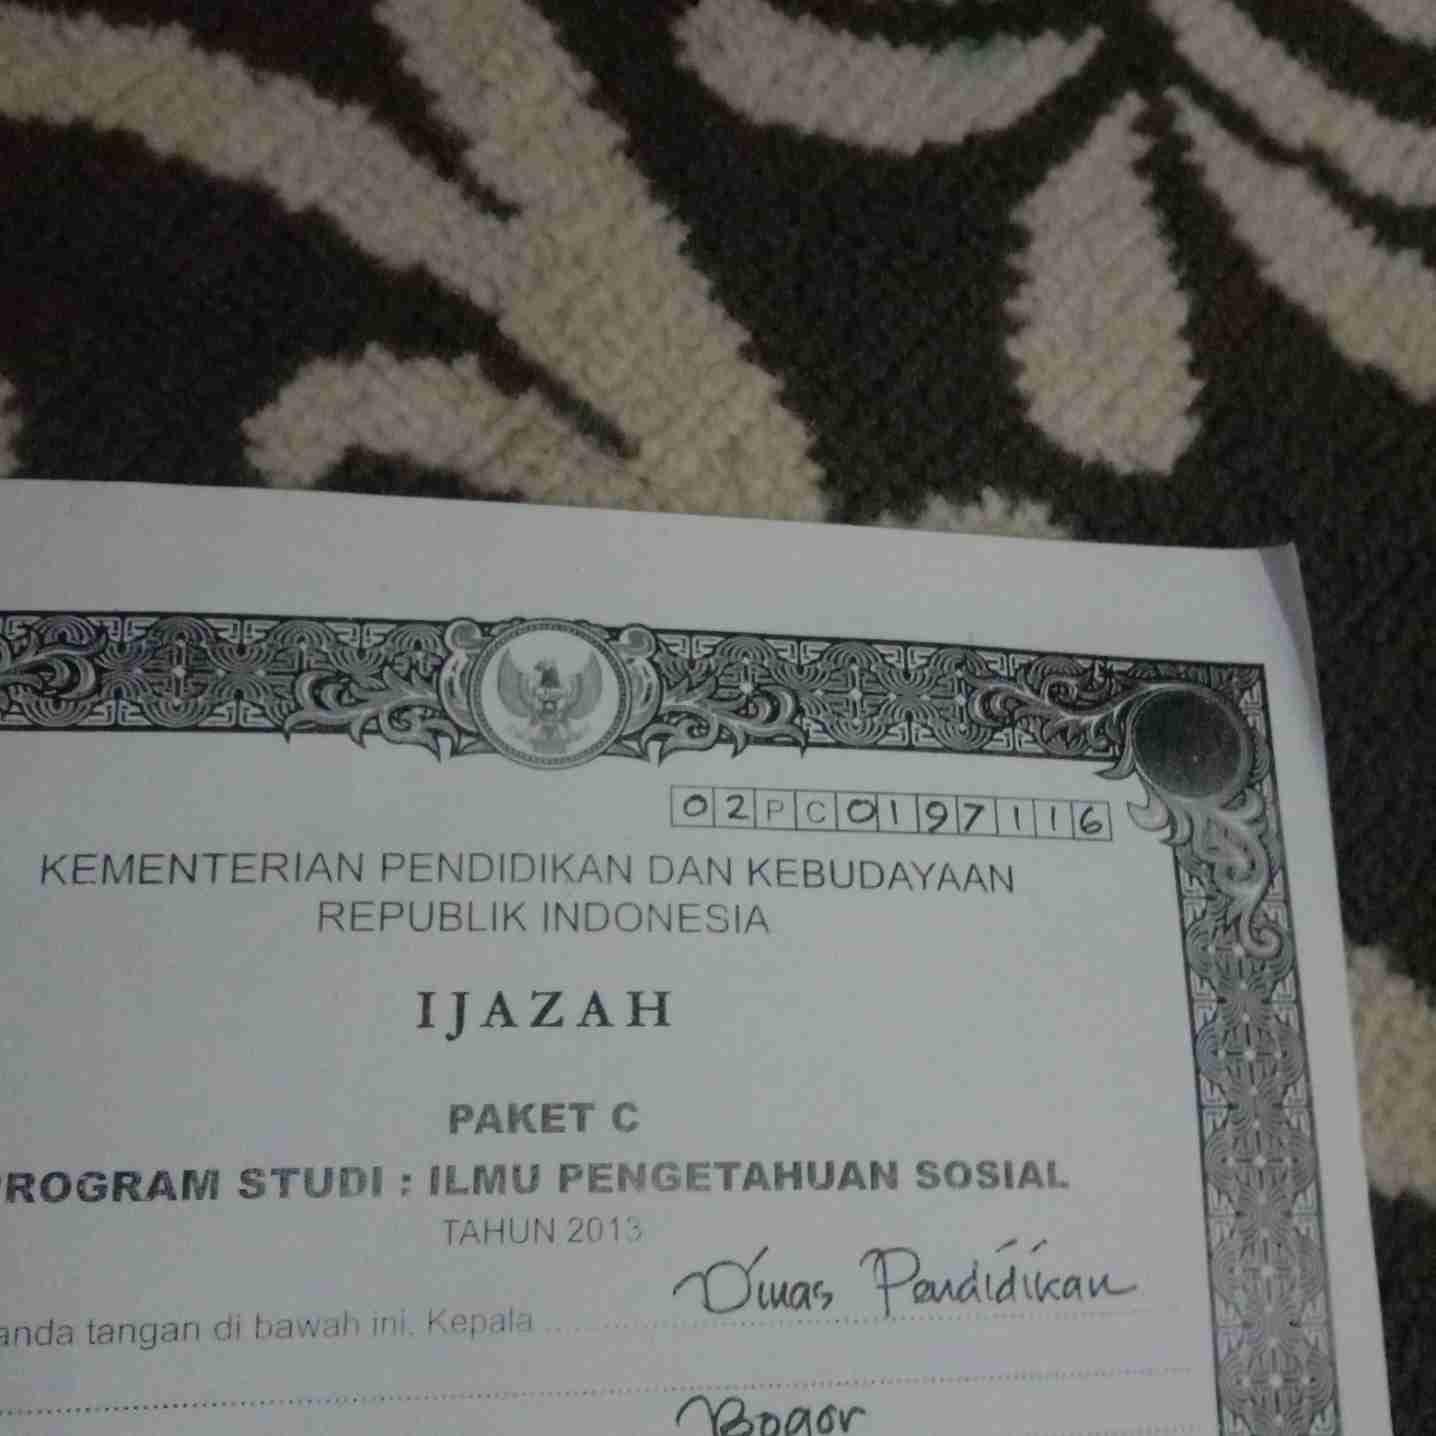 02PC0197116
KEMENTERIAN PENDIDIKAN DAN KEBUDAYAAN
REPUBLIK INDONESIA
IJAZAH
PAKET C
PROGRAM STUDI : ILMU PENGETAHUAN SOSIAL
TAHUN 2013
anda tangan di bawah ini, Kepala Dinas Pendidikan
Bogor